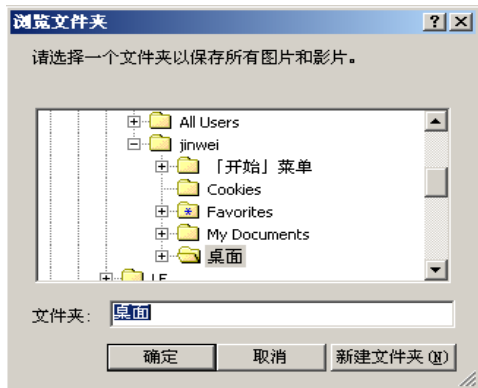 浏览文件夹
请选择一个文件夹以保存所有图片和影片。
All Users
jinwei
「开始」菜单
Cookies
Favorites
My Documents
桌面
文件夹: 桌面
确定 取消 新建文件夹(N)